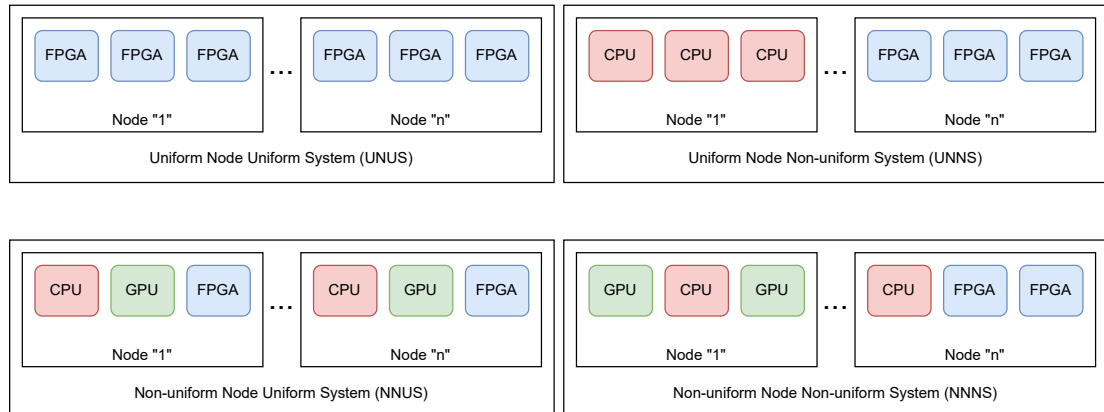 FPGA FPGA FPGA ... FPGA FPGA FPGA
Node "1" Node "n"
Uniform Node Uniform System (UNUS)
CPU CPU CPU ... FPGA FPGA FPGA
Node "1" Node "n"
Uniform Node Non-uniform System (UNNS)
CPU GPU FPGA ... CPU GPU FPGA
Node "1" Node "n"
Non-uniform Node Uniform System (NNUS)
GPU CPU GPU ... CPU FPGA FPGA
Node "1" Node "n"
Non-uniform Node Non-uniform System (NNNS)